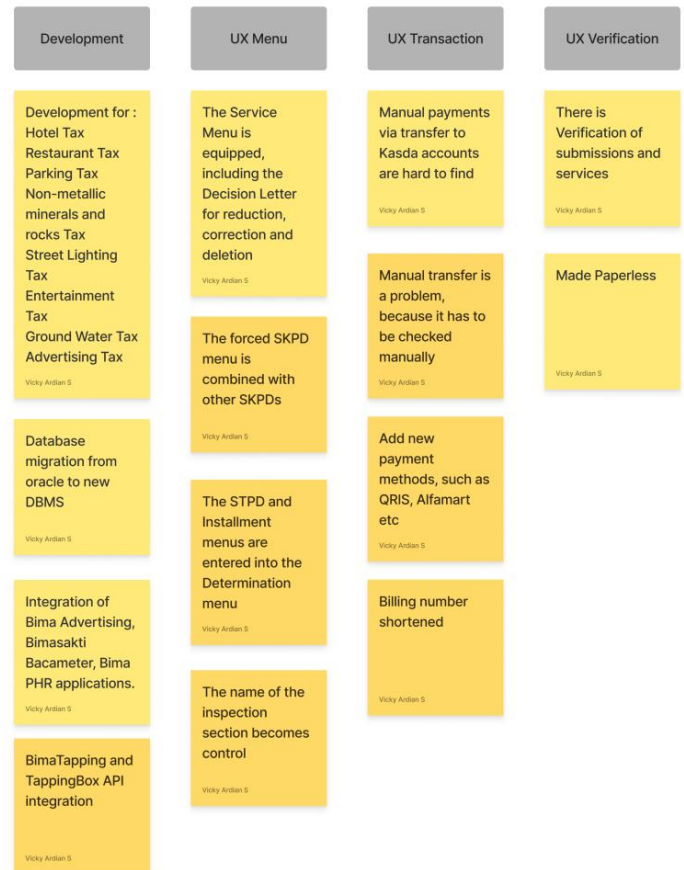 Development
Development for :
Hotel Tax
Restaurant Tax
Parking Tax
Non-metallic
minerals and
rocks Tax
Street Lighting
Tax
Entertainment
Tax
Ground Water Tax
Advertising Tax
Vicky Ardian S
Database
migration from
oracle to new
DBMS
Vicky Ardian S
Integration of
Bima Advertising,
Bimasakti
Bacameter, Bima
PHR applications.
Vicky Ardian S
BimaTapping and
TappingBox API
integration
Vicky Ardian S
UX Menu
The Service
Menu is
equipped,
including the
Decision Letter
for reduction,
correction and
deletion
Vicky Ardian S
The forced SKPD
menu is
combined with
other SKPDs
Vicky Ardian S
The STPD and
Installment
menus are
entered into the
Determination
menu
Vicky Ardian S
The name of the
inspection
section becomes
control
Vicky Ardian S
UX Transaction
Manual payments
via transfer to
Kasda accounts
are hard to find
Vicky Ardian S
Manual transfer is
a problem,
because it has to
be checked
manually
Vicky Ardian S
Add new
payment
methods, such as
QRIS, Alfamart
etc
Vicky Ardian S
Billing number
shortened
Vicky Ardian S
UX Verification
There is
Verification of
submissions and
services
Vicky Ardian S
Made Paperless
Vicky Ardian S